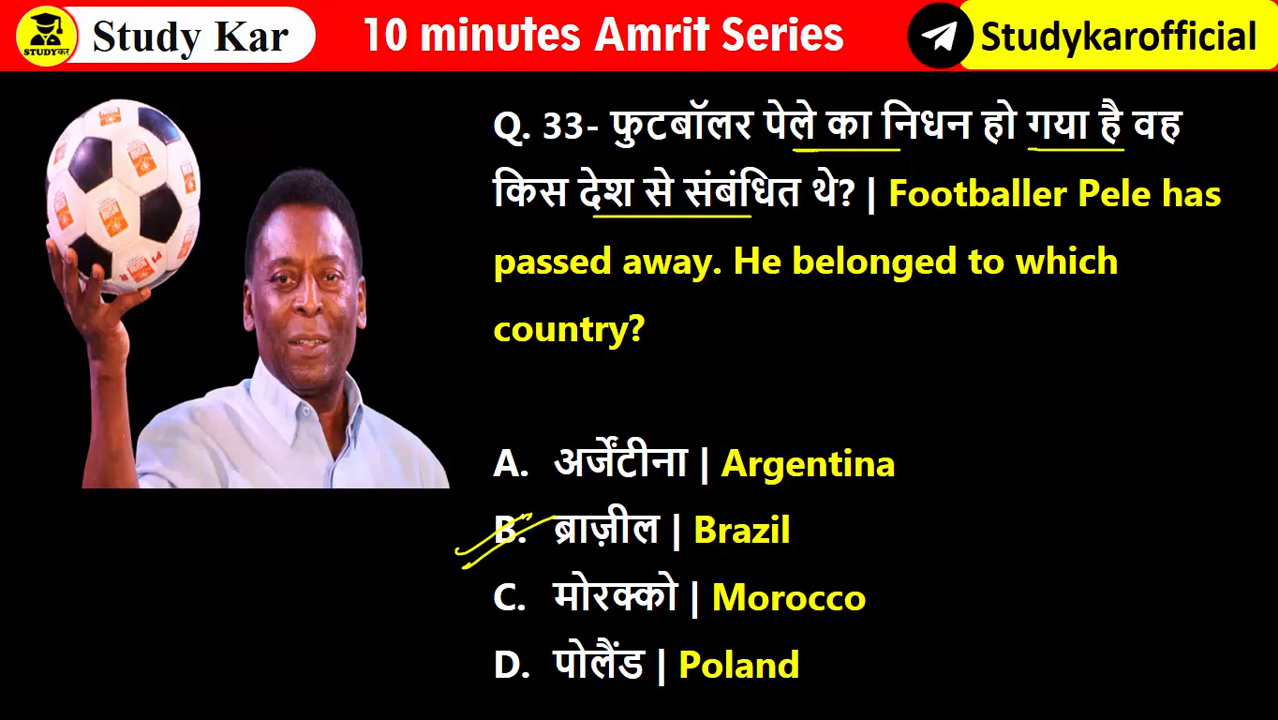 STUDYकर
Study Kar
10 minutes Amrit Series
Studykarofficial
Q. 33- फुटबॉलर पेले का निधन हो गया है वह
किस देश से संबंधित थे? | Footballer Pele has
passed away. He belonged to which
country?
A. अर्जेंटीना | Argentina
B. ब्राज़ील | Brazil
C. मोरक्को | Morocco
D. पोलैंड | Poland